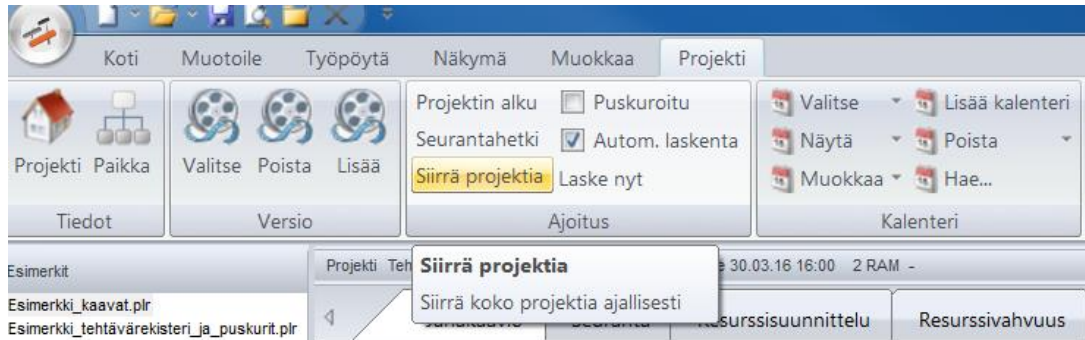 Koti Muotoile Työpöytä Näkymä Muokkaa Projekti
Projektin alku Puskuroitu Valitse Lisää kalenteri
Seurantahetki Autom. laskenta Näytä Poista
Projekti Paikka Valitse Poista Lisää Siirrä projektia Laske nyt Muokkaa Hae...
Tiedot Versio Ajoitus Kalenteri
Esimerkit Projekti Siirrä projektia 30.03.16 16:00 2 RAM -
Esimerkki_kaavat.plr Siirrä koko projektia ajallisesti
Esimerkki_tehtävärekisteri_ja_puskurit.plr Resurssisuunnittelu Resurssivahvuus